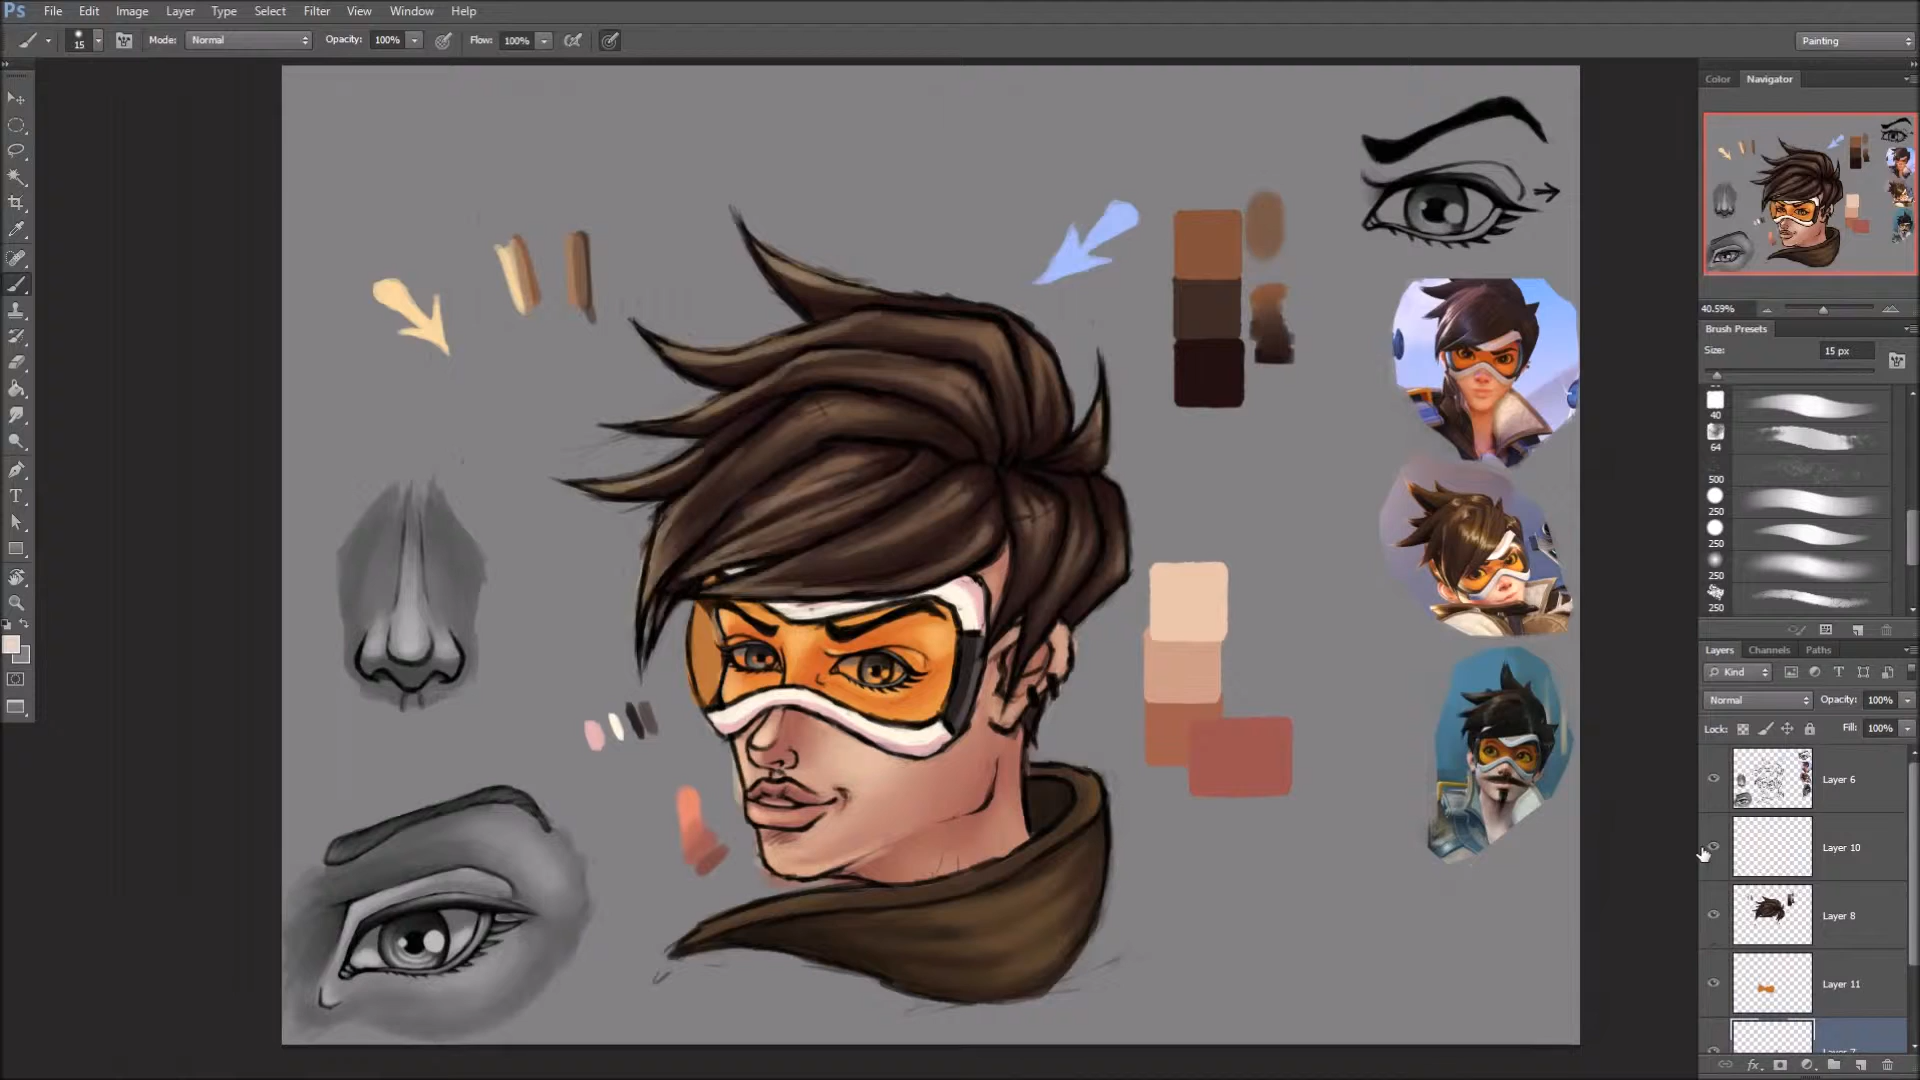 Ps File Edit Image Layer Type Select Filter View Window Help
15 Mode: Normal Opacity: 100% Flow: 100% Painting
Color Navigator
40.59%
Brush Presets
Size: 15 px
40
64
500
250
250
250
250
Layers Channels Paths
Kind
Normal Opacity: 100%
Lock: Fill: 100%
Layer 6
Layer 10
Layer 8
Layer 11
T
fx